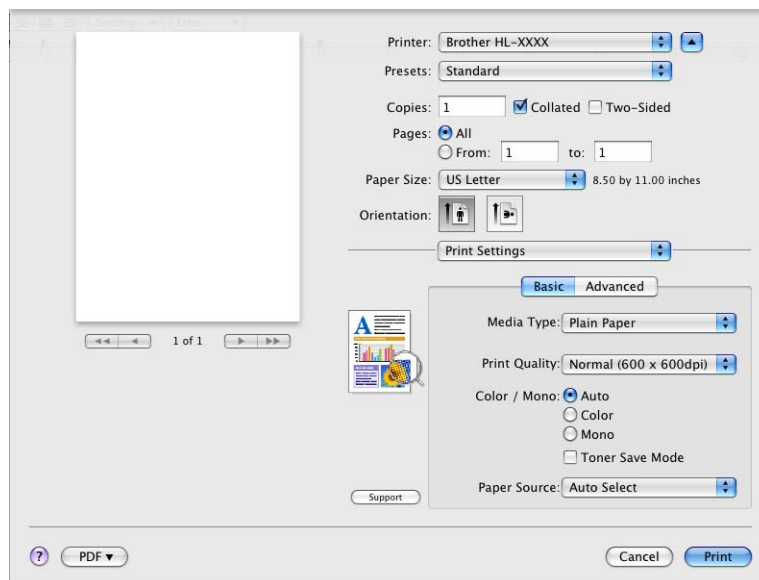 Printer: Brother HL-XXXX
Presets: Standard
Copies: 1 Collated Two-Sided
Pages: All
From: 1 to: 1
Paper Size: US Letter 8.50 by 11.00 inches
Orientation:
Print Settings
Basic Advanced
Media Type: Plain Paper
Print Quality: Normal (600 x 600dpi)
Color / Mono: Auto
Color
Mono
Toner Save Mode
Paper Source: Auto Select
Support
1 of 1
? PDF ▼ Cancel Print